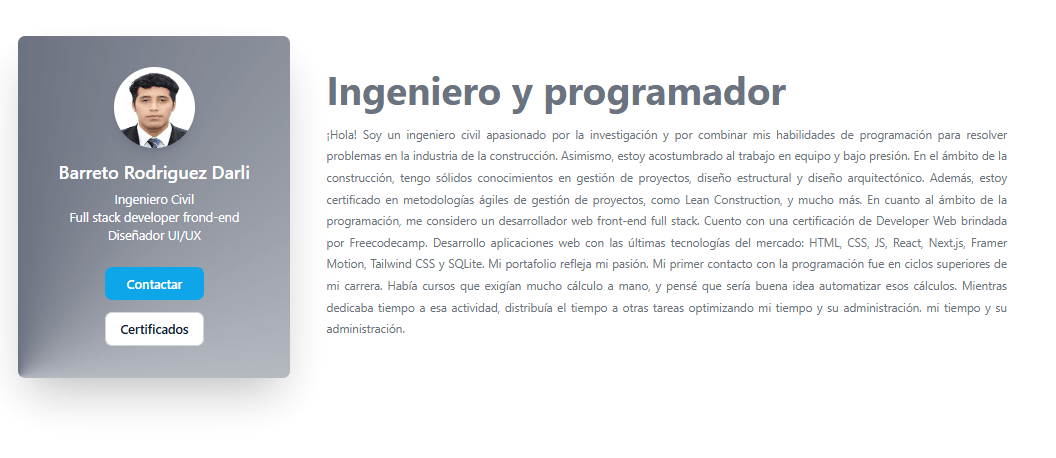 Barreto Rodriguez Darli
Ingeniero Civil
Full stack developer frond-end
Diseñador UI/UX
Contactar
Certificados
Ingeniero y programador
¡Hola! Soy un ingeniero civil apasionado por la investigación y por combinar mis habilidades de programación para resolver
problemas en la industria de la construcción. Asimismo, estoy acostumbrado al trabajo en equipo y bajo presión. En el ámbito de la
construcción, tengo sólidos conocimientos en gestión de proyectos, diseño estructural y diseño arquitectónico. Además, estoy
certificado en metodologías ágiles de gestión de proyectos, como Lean Construction, y mucho más. En cuanto al ámbito de la
programación, me considero un desarrollador web front-end full stack. Cuento con una certificación de Developer Web brindada
por Freecodecamp. Desarrollo aplicaciones web con las últimas tecnologías del mercado: HTML, CSS, JS, React, Next.js, Framer
Motion, Tailwind CSS y SQLite. Mi portafolio refleja mi pasión. Mi primer contacto con la programación fue en ciclos superiores de
mi carrera. Había cursos que exigían mucho cálculo a mano, y pensé que sería buena idea automatizar esos cálculos. Mientras
dedicaba tiempo a esa actividad, distribuía el tiempo a otras tareas optimizando mi tiempo y su administración. mi tiempo y su
administración.